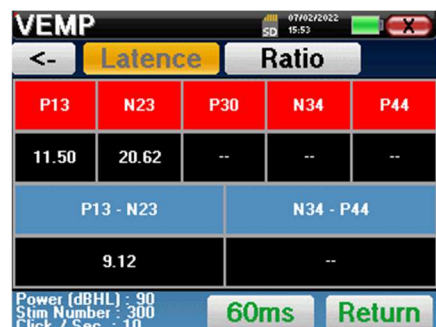 VEMP SD 07/02/2022 15:53 X
<- Latence Ratio
P13 N23 P30 N34 P44
11.50 20.62 -- -- --
P13 - N23 N34 - P44
9.12 --
Power (dBHL) : 90
Stim Number : 300
Click / Sec. : 10
60ms Return